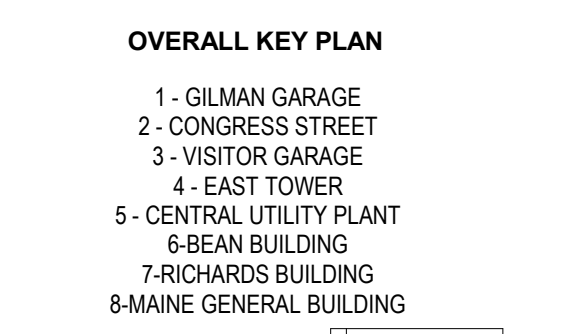 OVERALL KEY PLAN
1 - GILMAN GARAGE
2 - CONGRESS STREET
3 - VISITOR GARAGE
4 - EAST TOWER
5 - CENTRAL UTILITY PLANT
6-BEAN BUILDING
7-RICHARDS BUILDING
8-MAINE GENERAL BUILDING